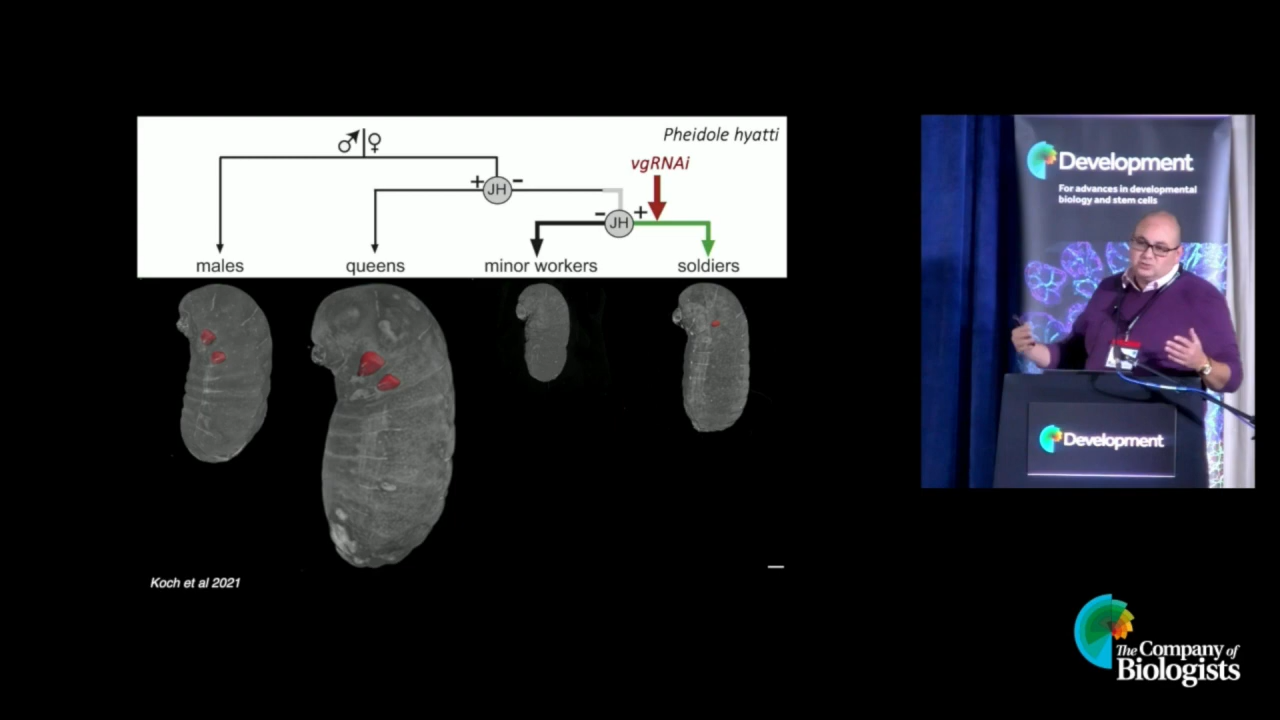 ♂|♀
Pheidole hyatti
vgRNAi
+ JH -
- JH +
males
queens
minor workers
soldiers
Koch et al 2021
Development
For advances in developmental
biology and stem cells
Development
The Company of
Biologists